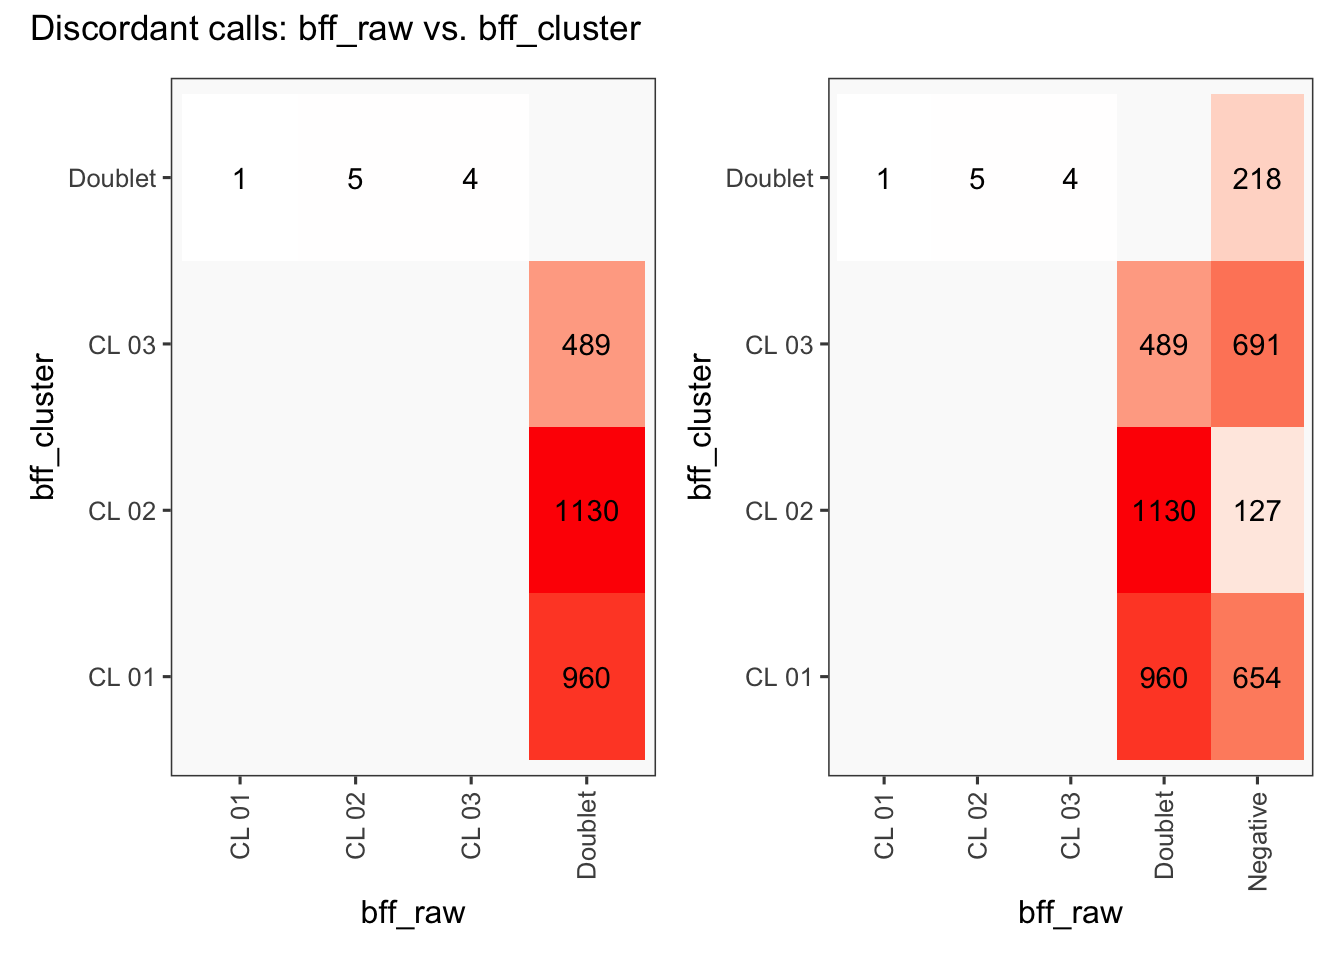 Discordant calls: bff_raw vs. bff_cluster
bff_cluster
Doublet 1 5 4
CL 03 489
CL 02 1130
CL 01 960
CL 01 CL 02 CL 03 Doublet
bff_raw
bff_cluster
Doublet 1 5 4 218
CL 03 489 691
CL 02 1130 127
CL 01 960 654
CL 01 CL 02 CL 03 Doublet Negative
bff_raw